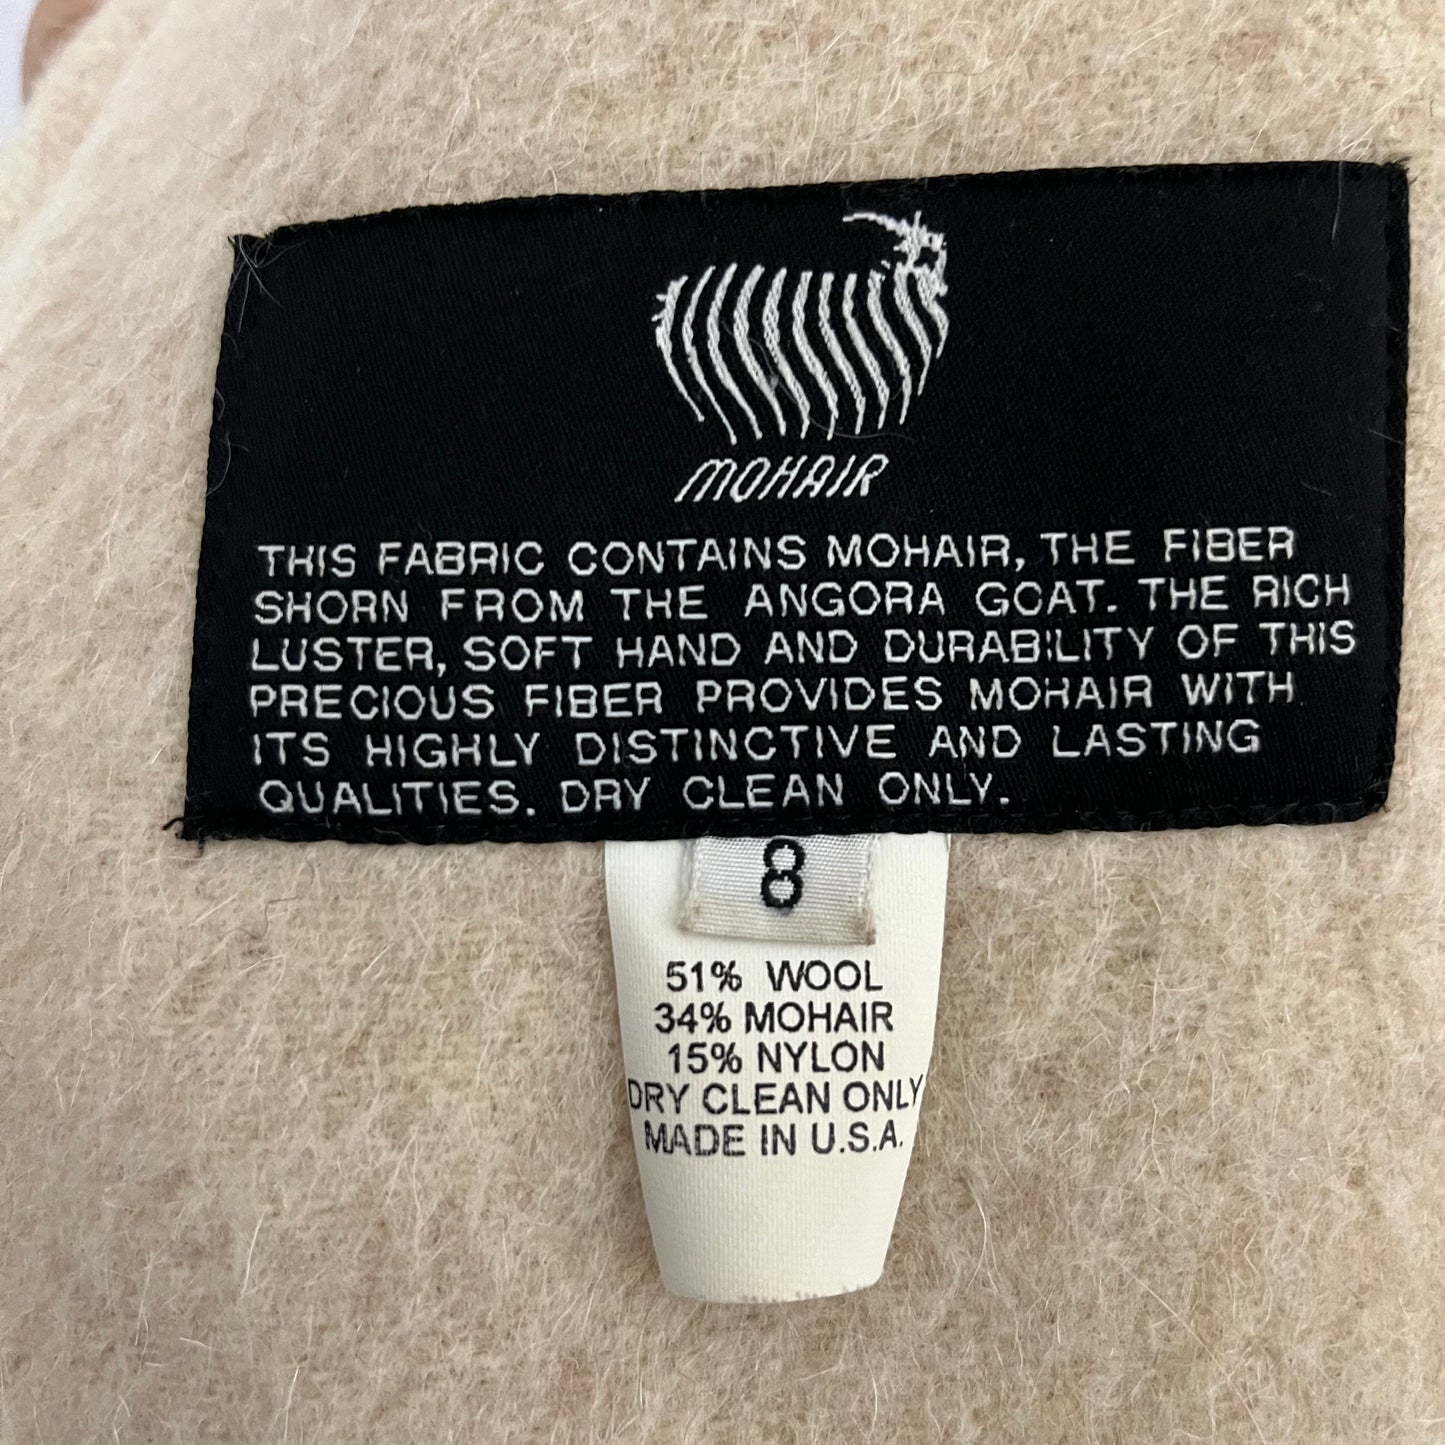 MOHAIR
THIS FABRIC CONTAINS MOHAIR, THE FIBER
SHORN FROM THE ANGORA GOAT. THE RICH
LUSTER, SOFT HAND AND DURABILITY OF THIS
PRECIOUS FIBER PROVIDES MOHAIR WITH
ITS HIGHLY DISTINCTIVE AND LASTING
QUALITIES. DRY CLEAN ONLY.
8
51% WOOL
34% MOHAIR
15% NYLON
DRY CLEAN ONLY
MADE IN U.S.A.